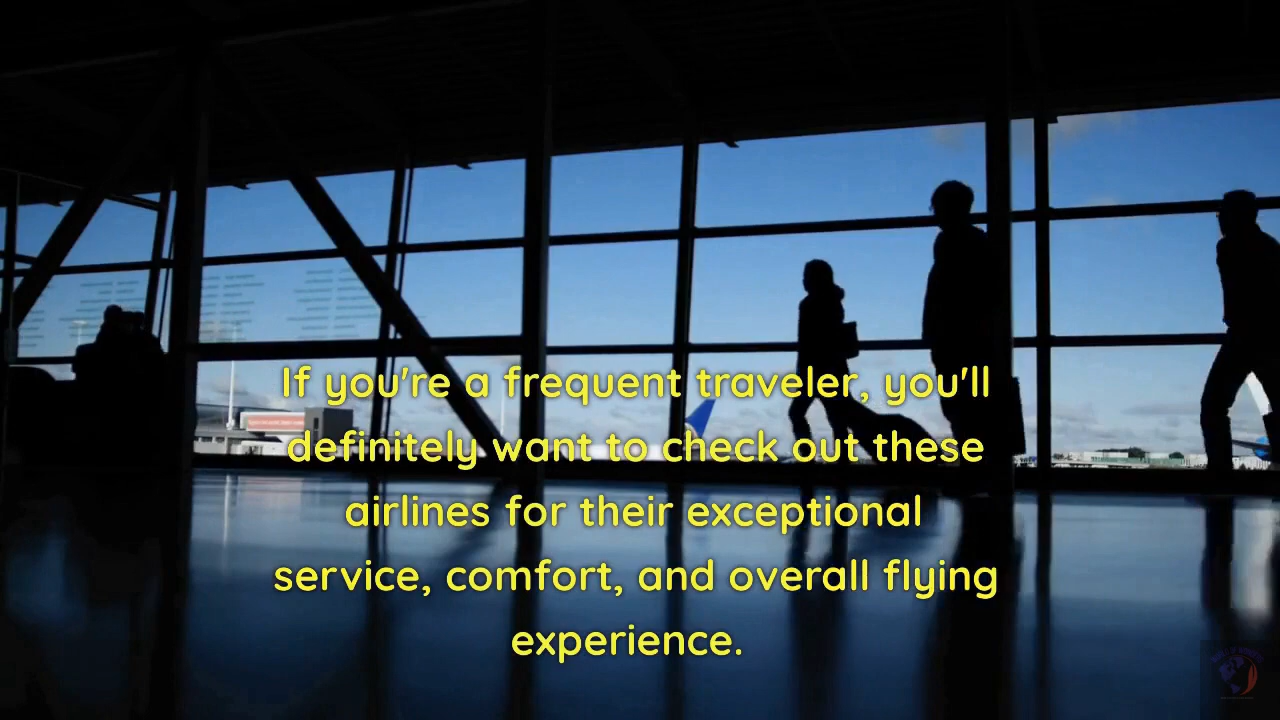 If you're a frequent traveler, you'll
definitely want to check out these
airlines for their exceptional
service, comfort, and overall flying
experience.